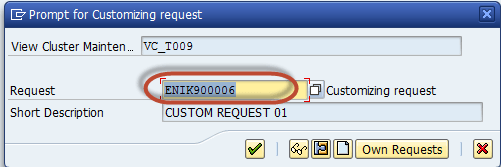 Prompt for Customizing request
View Cluster Mainten ... VC_T009
Request ENIK900006 Customizing request
Short Description CUSTOM REQUEST 01
Own Requests